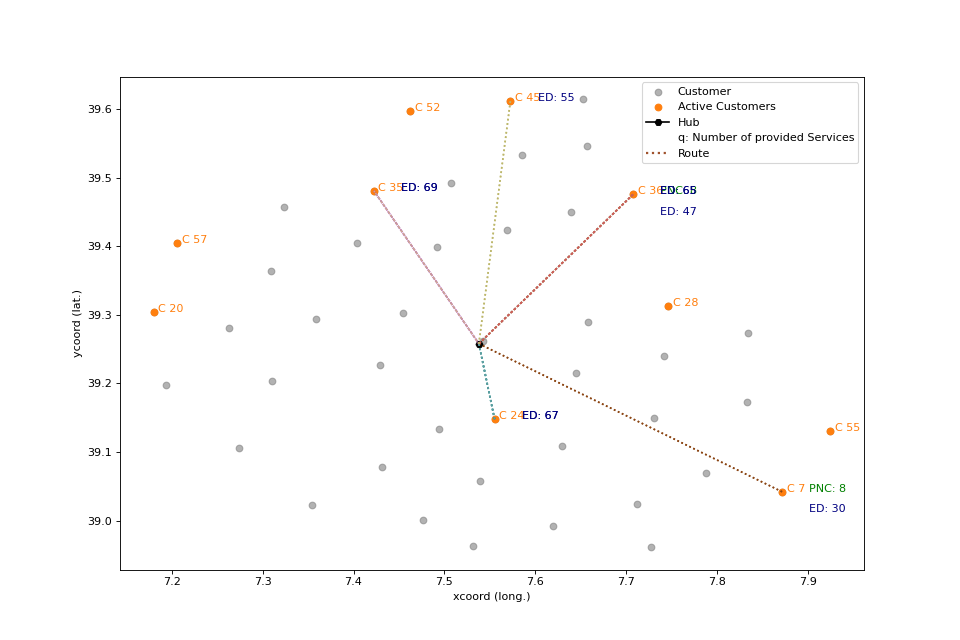 Customer
Active Customers
Hub
q: Number of provided Services
Route
C 45 ED: 55
C 52
C 35 ED: 69
ED: 47
C 57
C 28
C 20
C 24 ED: 67
C 55
C 7 PNC: 8
ED: 30
39.6
39.5
39.4
39.3
39.2
39.1
39.0
ycoord (lat.)
7.2 7.3 7.4 7.5 7.6 7.7 7.8 7.9
xcoord (long.)